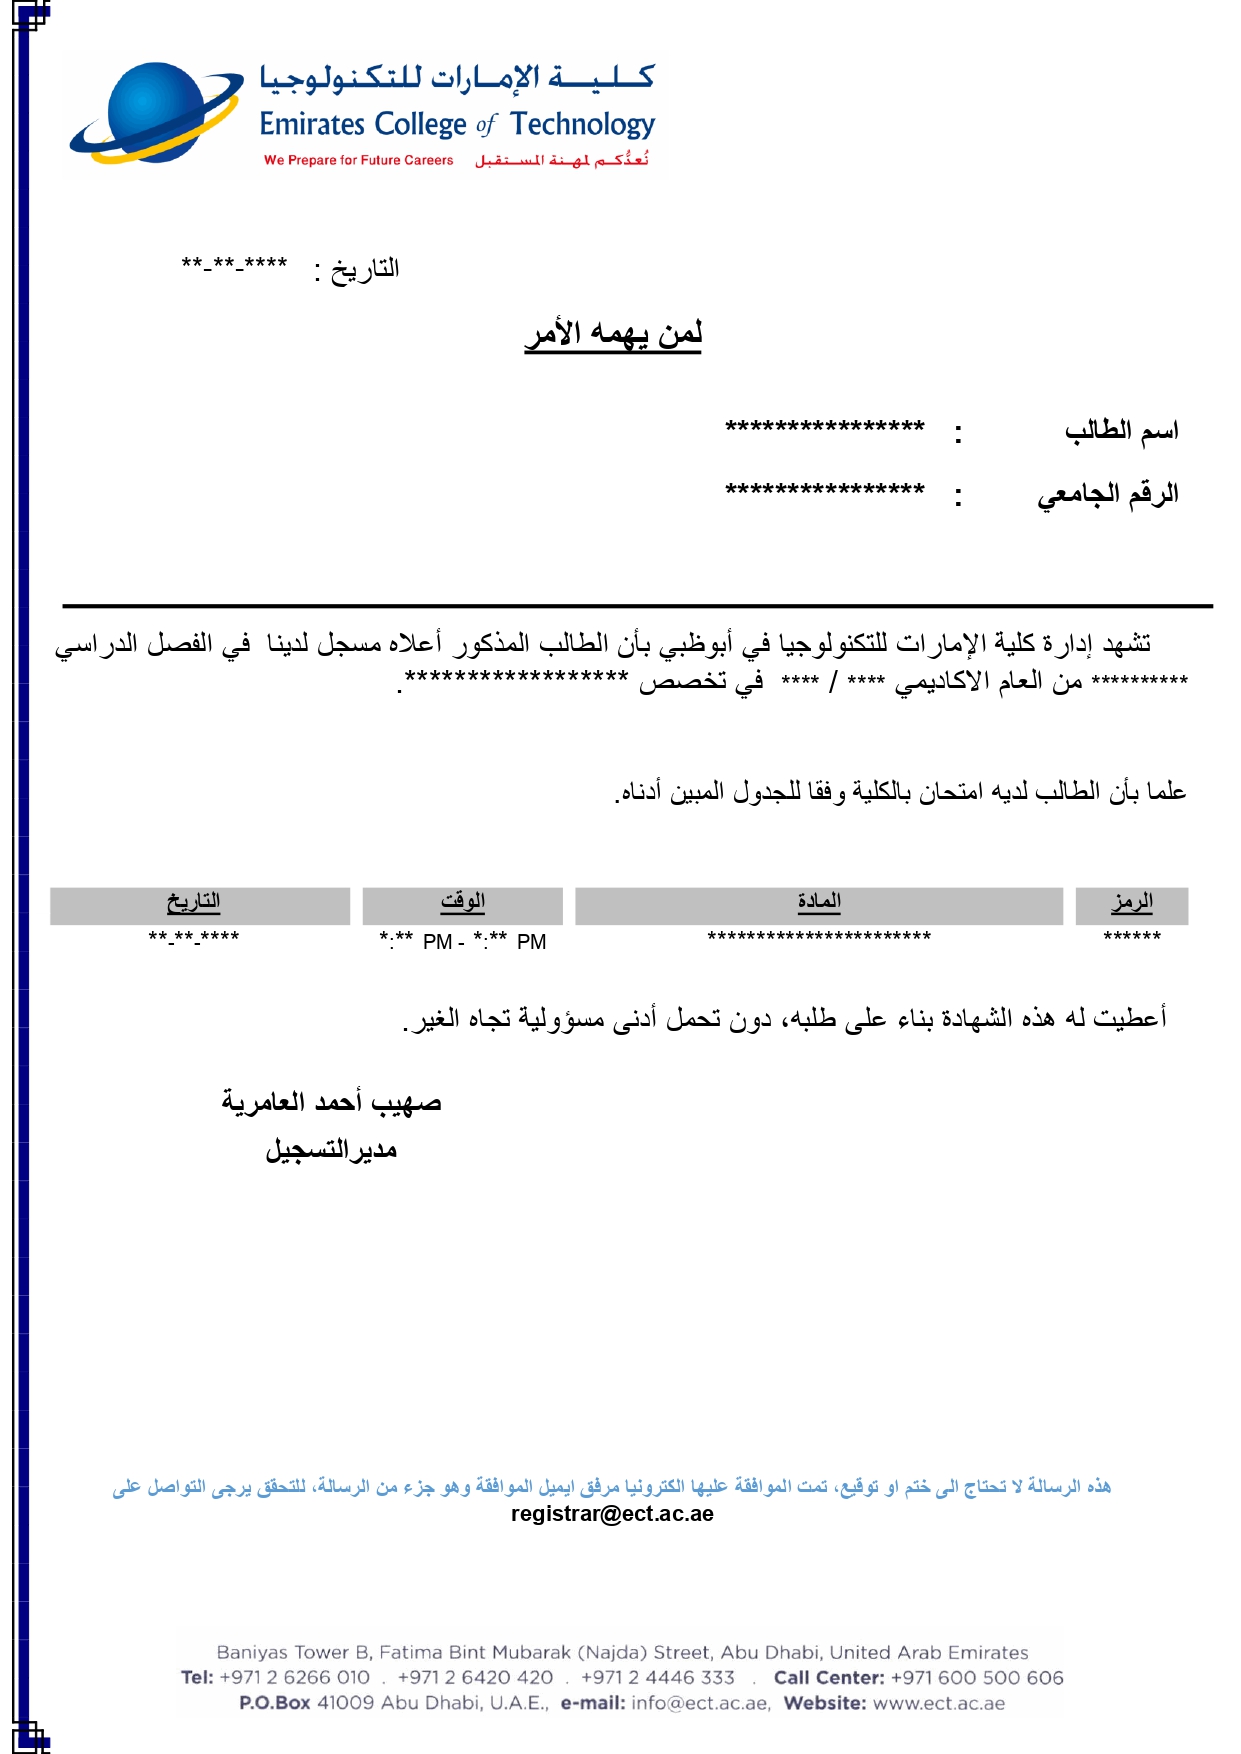 كـلـيــة الإمـارات للتكنولوجيا
Emirates College of Technology
We Prepare for Future Careers نُعدُّكـم لمهنة المسـتقبل
التاريخ : ****-**-**
لمن يهمه الأمر
اسم الطالب : ****************
الرقم الجامعي : ****************
تشهد إدارة كلية الإمارات للتكنولوجيا في أبوظبي بأن الطالب المذكور أعلاه مسجل لدينا في الفصل الدراسي
********** من العام الاكاديمي **** / **** في تخصص ******************.
علما بأن الطالب لديه امتحان بالكلية وفقا للجدول المبين أدناه.
الرمز المادة الوقت التاريخ
****** *********************** *:** PM - *:** PM **-**-****
أعطيت له هذه الشهادة بناء على طلبه، دون تحمل أدنى مسؤولية تجاه الغير.
صهيب أحمد العامرية
مديرالتسجيل
هذه الرسالة لا تحتاج الى ختم او توقيع، تمت الموافقة عليها الكترونيا مرفق ايميل الموافقة وهو جزء من الرسالة، للتحقق يرجى التواصل على
registrar@ect.ac.ae
Baniyas Tower B, Fatima Bint Mubarak (Najda) Street, Abu Dhabi, United Arab Emirates
Tel: +971 2 6266 010 . +971 2 6420 420 . +971 2 4446 333 . Call Center: +971 600 500 606
P.O.Box 41009 Abu Dhabi, U.A.E., e-mail: info@ect.ac.ae, Website: www.ect.ac.ae